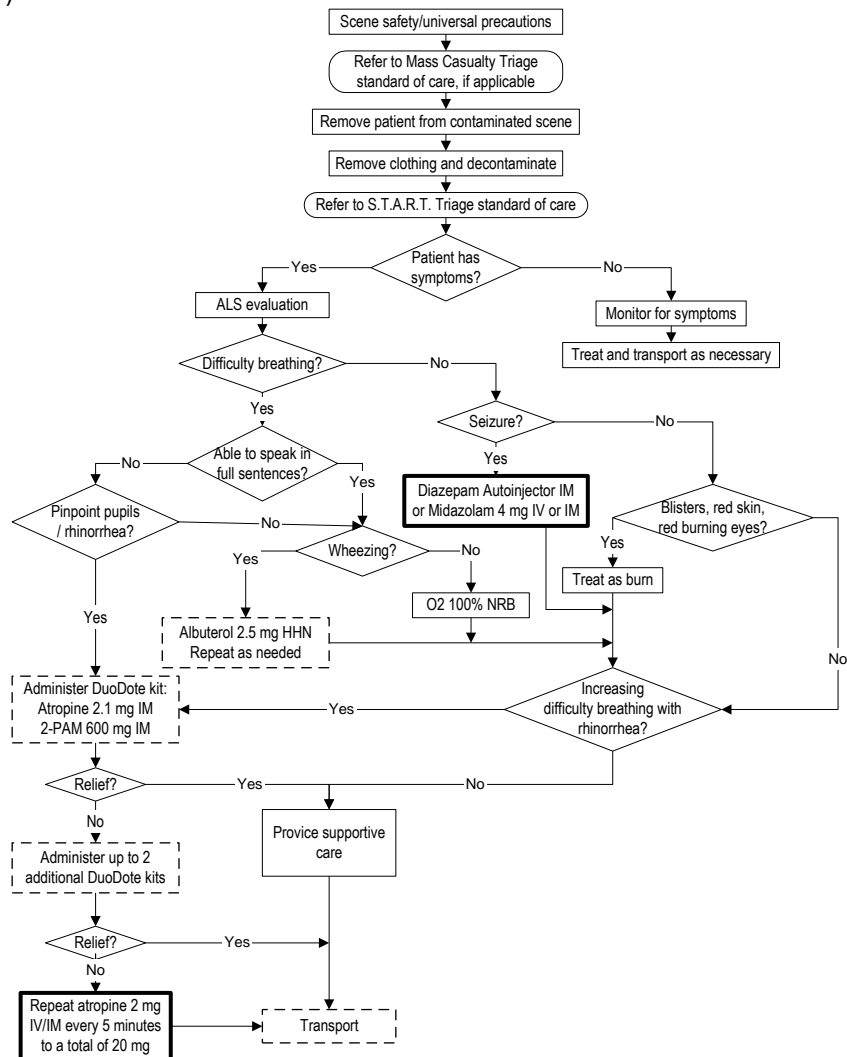 Scene safety/universal precautions
Refer to Mass Casualty Triage
standard of care, if applicable
Remove patient from contaminated scene
Remove clothing and decontaminate
Refer to S.T.A.R.T. Triage standard of care
Patient has
symptoms?
Yes
No
ALS evaluation
Monitor for symptoms
Treat and transport as necessary
Difficulty breathing?
No
Yes
Seizure?
No
Yes
Able to speak in
full sentences?
No
Yes
Diazepam Autoinjector IM
or Midazolam 4 mg IV or IM
Blisters, red skin,
red burning eyes?
Yes
No
Treat as burn
Pinpoint pupils
/ rhinorrhea?
No
Yes
Wheezing?
Yes
No
O2 100% NRB
Albuterol 2.5 mg HHN
Repeat as needed
Increasing
difficulty breathing with
rhinorrhea?
Yes
No
Administer DuoDote kit:
Atropine 2.1 mg IM
2-PAM 600 mg IM
Relief?
Yes
No
Provice supportive
care
Administer up to 2
additional DuoDote kits
Relief?
Yes
No
Repeat atropine 2 mg
IV/IM every 5 minutes
to a total of 20 mg
Transport